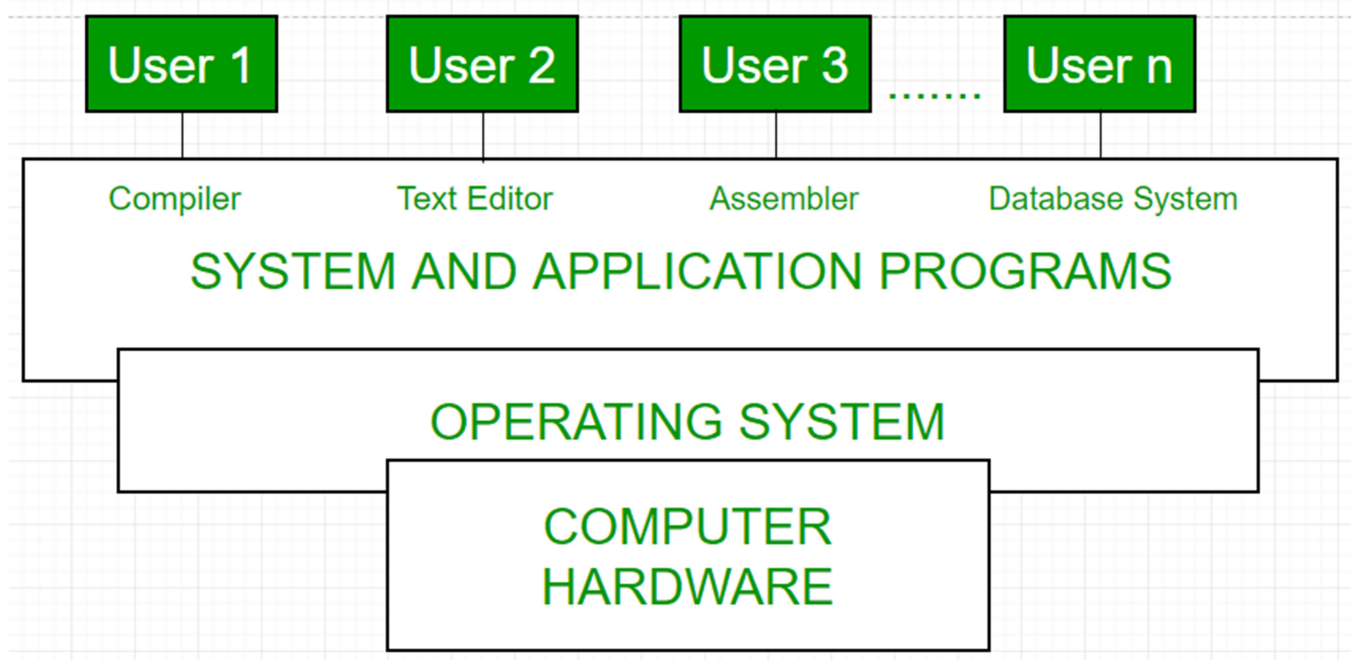 User 1
User 2
User 3
.......
User n
Compiler
Text Editor
Assembler
Database System
SYSTEM AND APPLICATION PROGRAMS
OPERATING SYSTEM
COMPUTER
HARDWARE